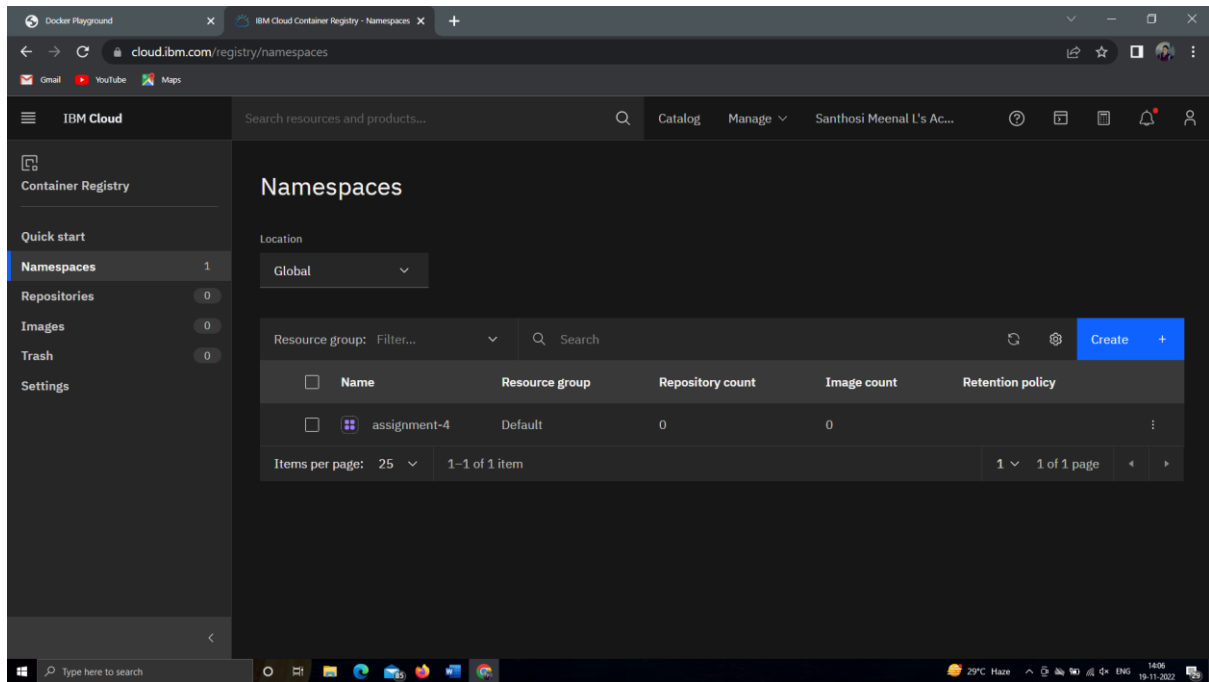 Docker Playground
IBM Cloud Container Registry - Namespaces
cloud.ibm.com/registry/namespaces
Gmail YouTube Maps
IBM Cloud
Search resources and products...
Catalog Manage Santhosi Meenal L's Ac...
Container Registry
Quick start
Namespaces 1
Repositories 0
Images 0
Trash 0
Settings
Namespaces
Location
Global
Resource group: Filter... Search Create +
Name Resource group Repository count Image count Retention policy
assignment-4 Default 0 0
Items per page: 25 1–1 of 1 item 1 1 of 1 page
Type here to search
85
29°C Haze ENG 14:06
19-11-2022
29